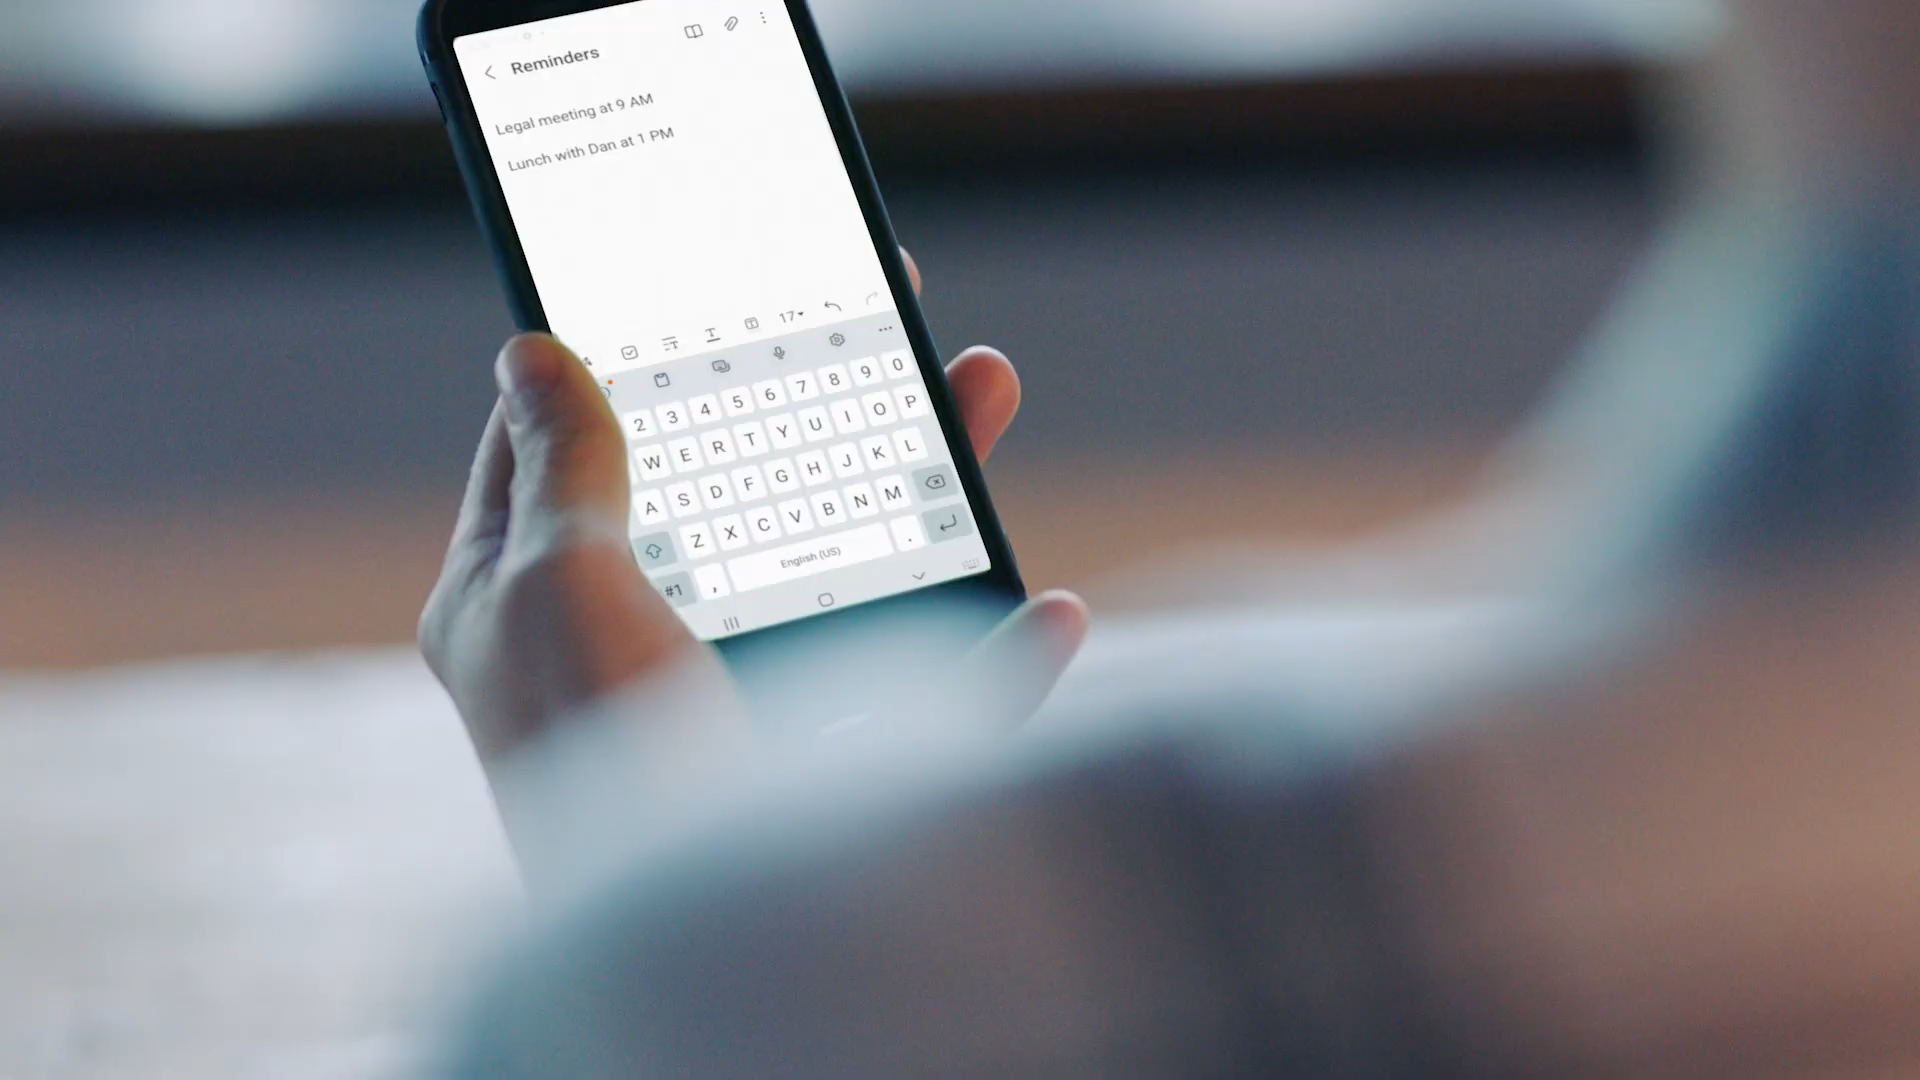 Reminders
Legal meeting at 9 AM
Lunch with Dan at 1 PM
17
2 3 4 5 6 7 8 9 0
W E R T Y U I O P
A S D F G H J K L
Z X C V B N M
#1 , English (US) .